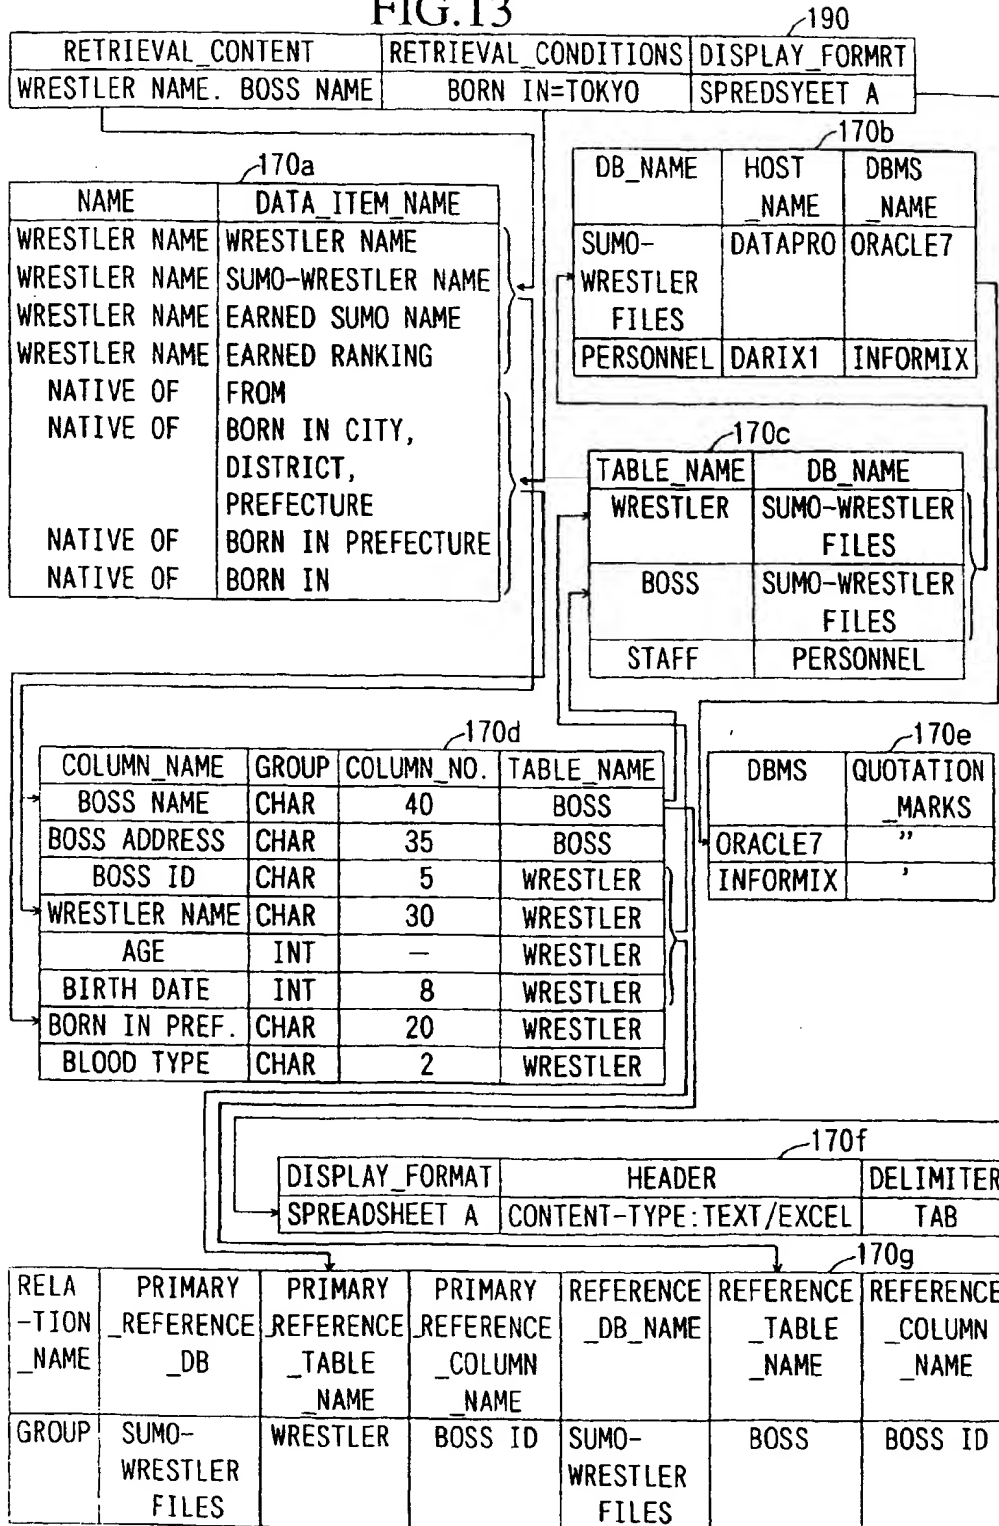 FIG.13
190
RETRIEVAL_CONTENT RETRIEVAL_CONDITIONS DISPLAY_FORMRT
WRESTLER NAME. BOSS NAME BORN IN=TOKYO SPREDSYEET A
170a
NAME DATA_ITEM_NAME
WRESTLER NAME WRESTLER NAME
WRESTLER NAME SUMO-WRESTLER NAME
WRESTLER NAME EARNED SUMO NAME
WRESTLER NAME EARNED RANKING
NATIVE OF FROM
NATIVE OF BORN IN CITY,
DISTRICT,
PREFECTURE
NATIVE OF BORN IN PREFECTURE
NATIVE OF BORN IN
170b
DB_NAME HOST DBMS
_NAME _NAME
SUMO- DATAPRO ORACLE7
WRESTLER
FILES
PERSONNEL DARIX1 INFORMIX
170c
TABLE_NAME DB_NAME
WRESTLER SUMO-WRESTLER
FILES
BOSS SUMO-WRESTLER
FILES
STAFF PERSONNEL
170d
COLUMN_NAME GROUP COLUMN_NO. TABLE_NAME
BOSS NAME CHAR 40 BOSS
BOSS ADDRESS CHAR 35 BOSS
BOSS ID CHAR 5 WRESTLER
WRESTLER NAME CHAR 30 WRESTLER
AGE INT — WRESTLER
BIRTH DATE INT 8 WRESTLER
BORN IN PREF. CHAR 20 WRESTLER
BLOOD TYPE CHAR 2 WRESTLER
170e
DBMS QUOTATION
_MARKS
ORACLE7 ”
INFORMIX ’
170f
DISPLAY_FORMAT HEADER DELIMITER
SPREADSHEET A CONTENT-TYPE:TEXT/EXCEL TAB
170g
RELA PRIMARY PRIMARY PRIMARY REFERENCE REFERENCE REFERENCE
-TION _REFERENCE _REFERENCE _REFERENCE _DB_NAME _TABLE _COLUMN
_NAME _DB _TABLE _COLUMN _NAME _NAME
_NAME _NAME
GROUP SUMO- WRESTLER BOSS ID SUMO- BOSS BOSS ID
WRESTLER WRESTLER
FILES FILES